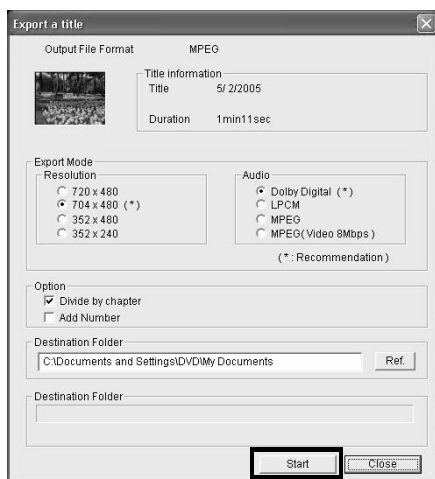 Export a title
Output File Format MPEG
Title information
Title 5/ 2/2005
Duration 1min11sec
Export Mode
Resolution
720 x 480
704 x 480 (*)
352 x 480
352 x 240
Audio
Dolby Digital (*)
LPCM
MPEG
MPEG(Video 8Mbps)
(*: Recommendation)
Option
Divide by chapter
Add Number
Destination Folder
C:\Documents and Settings\DVD\My Documents Ref.
Destination Folder
Start Close